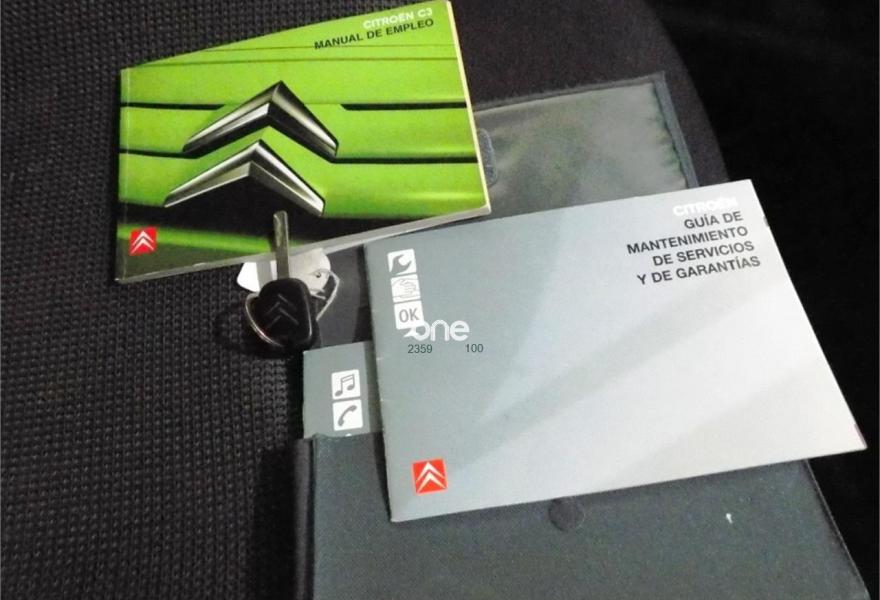 CITROËN C3
MANUAL DE EMPLEO
CITROËN
GUÍA DE
MANTENIMIENTO
DE SERVICIOS
Y DE GARANTÍAS
OK
one
2359 100